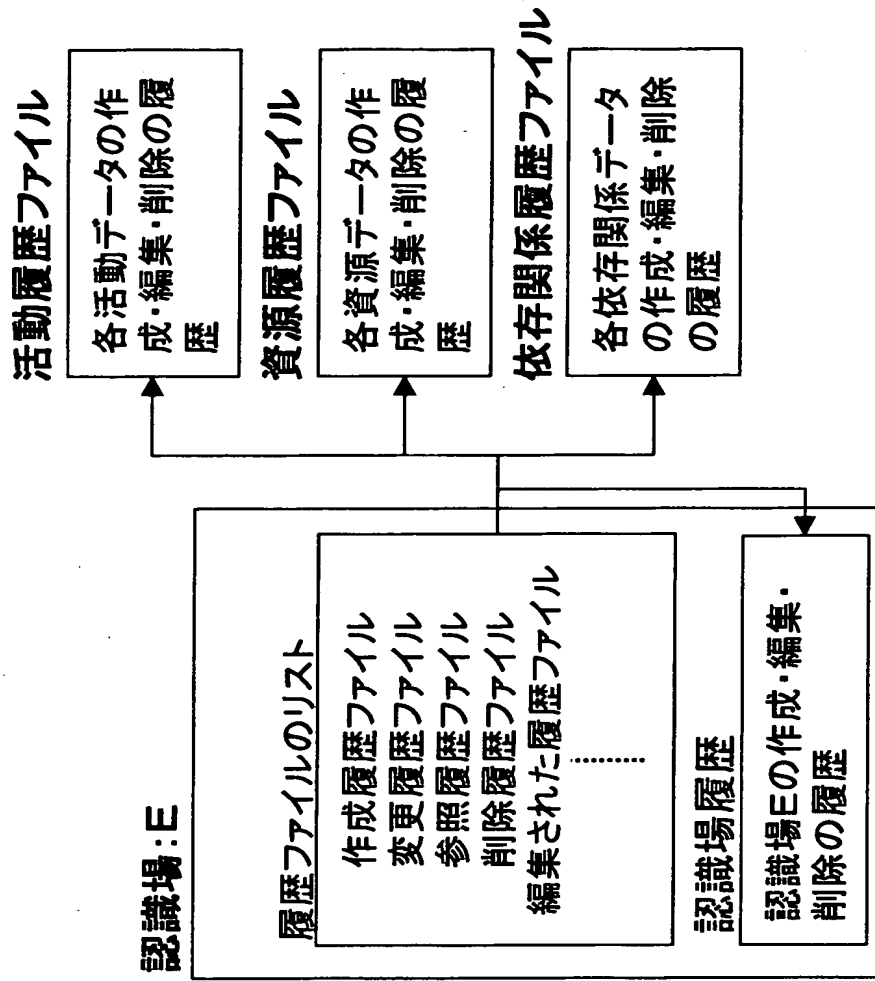 認識場:E
履歴ファイルのリスト
作成履歴ファイル
変更履歴ファイル
参照履歴ファイル
削除履歴ファイル
編集された履歴ファイル
認識場履歴
認識場Eの作成・編集・
削除の履歴
活動履歴ファイル
各活動データの作
成・編集・削除の履
歴
資源履歴ファイル
各資源データの作
成・編集・削除の履
歴
依存関係履歴ファイル
各依存関係データ
の作成・編集・削除
の履歴